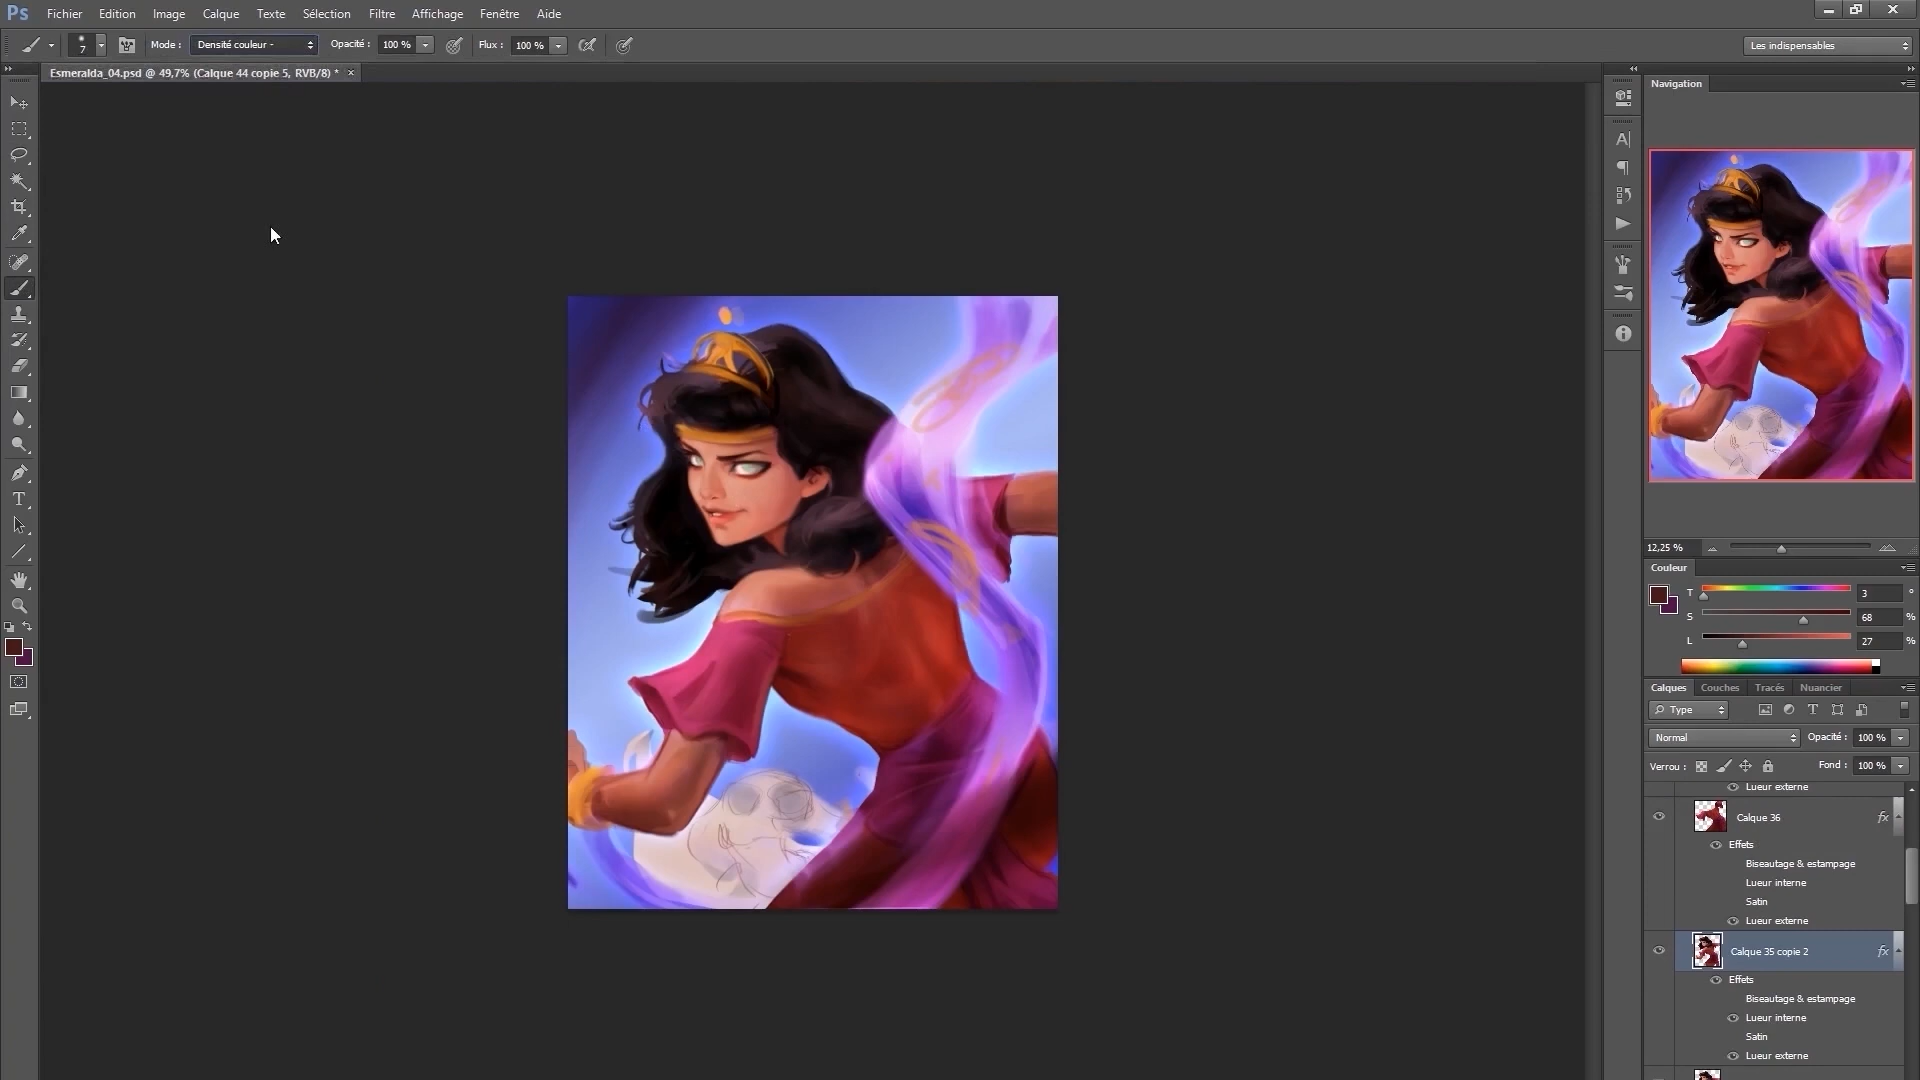 Ps Fichier Edition Image Calque Texte Sélection Filtre Affichage Fenêtre Aide
7 Mode : Densité couleur - Opacité : 100 % Flux : 100 % Les indispensables
Esmeralda_04.psd @ 49,7% (Calque 44 copie 5, RVB/8) * ×
Navigation
12,25 %
Couleur
T 3 °
S 68 %
L 27 %
Calques Couches Tracés Nuancier
Type
Normal Opacité : 100 %
Verrou : Fond : 100 %
Lueur externe
Calque 36 fx
Effets
Biseautage & estampage
Lueur interne
Satin
Lueur externe
Calque 35 copie 2 fx
Effets
Biseautage & estampage
Lueur interne
Satin
Lueur externe